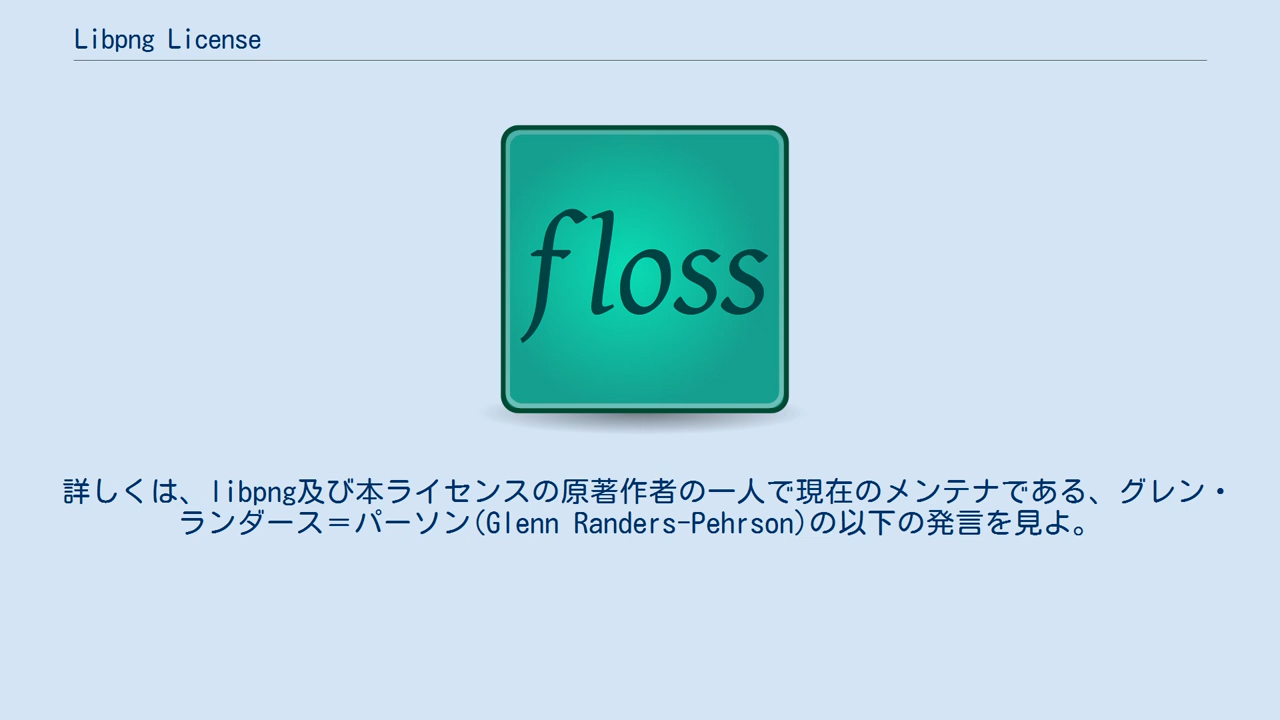 Libpng License
floss
詳しくは、libpng及び本ライセンスの原著作者の一人で現在のメンテナである、グレン・
ランダース＝パーソン(Glenn Randers-Pehrson)の以下の発言を見よ。